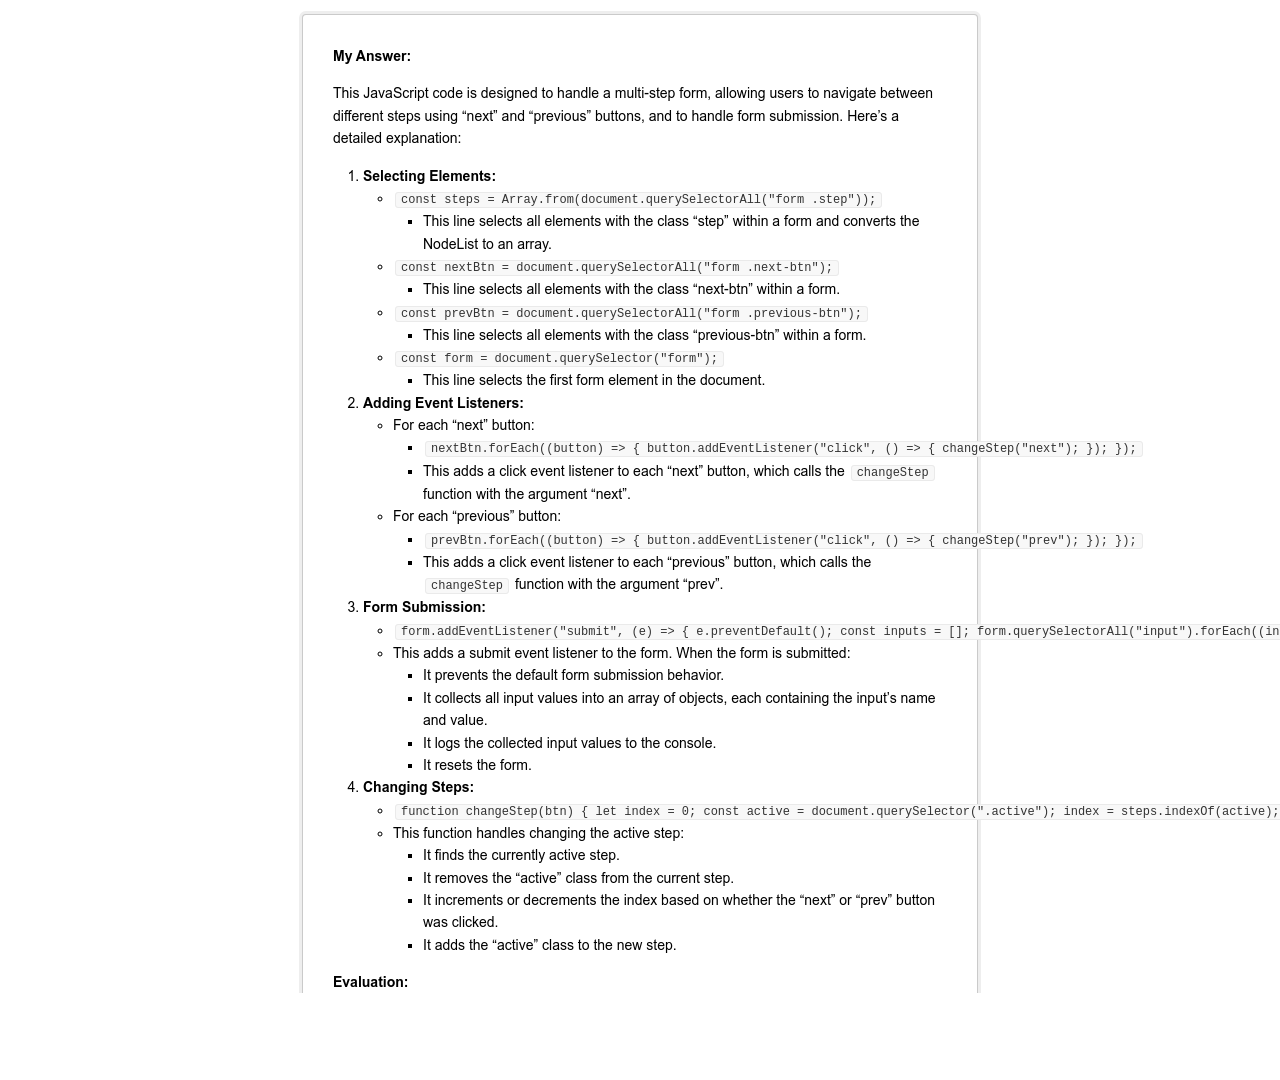 My Answer:
This JavaScript code is designed to handle a multi-step form, allowing users to navigate between
different steps using “next” and “previous” buttons, and to handle form submission. Here’s a
detailed explanation:
1. Selecting Elements:
const steps = Array.from(document.querySelectorAll("form .step"));
This line selects all elements with the class “step” within a form and converts the
NodeList to an array.
const nextBtn = document.querySelectorAll("form .next-btn");
This line selects all elements with the class “next-btn” within a form.
const prevBtn = document.querySelectorAll("form .previous-btn");
This line selects all elements with the class “previous-btn” within a form.
const form = document.querySelector("form");
This line selects the first form element in the document.
2. Adding Event Listeners:
For each “next” button:
nextBtn.forEach((button) => { button.addEventListener("click", () => { changeStep("next"); }); });
This adds a click event listener to each “next” button, which calls the changeStep
function with the argument “next”.
For each “previous” button:
prevBtn.forEach((button) => { button.addEventListener("click", () => { changeStep("prev"); }); });
This adds a click event listener to each “previous” button, which calls the
changeStep function with the argument “prev”.
3. Form Submission:
form.addEventListener("submit", (e) => { e.preventDefault(); const inputs = []; form.querySelectorAll("input").forEach((in
This adds a submit event listener to the form. When the form is submitted:
It prevents the default form submission behavior.
It collects all input values into an array of objects, each containing the input’s name
and value.
It logs the collected input values to the console.
It resets the form.
4. Changing Steps:
function changeStep(btn) { let index = 0; const active = document.querySelector(".active"); index = steps.indexOf(active);
This function handles changing the active step:
It finds the currently active step.
It removes the “active” class from the current step.
It increments or decrements the index based on whether the “next” or “prev” button
was clicked.
It adds the “active” class to the new step.
Evaluation: